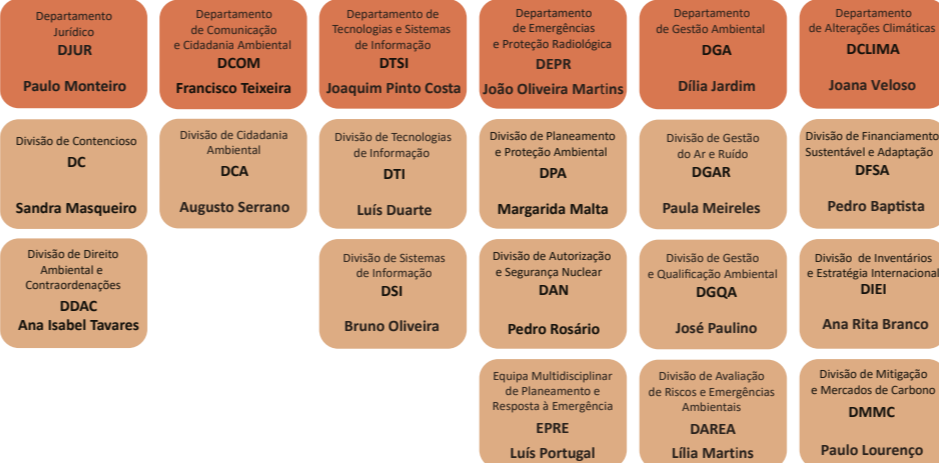 Departamento
Jurídico
DJUR
Paulo Monteiro
Departamento
de Comunicação
e Cidadania Ambiental
DCOM
Francisco Teixeira
Departamento de
Tecnologias e Sistemas
de Informação
DTSI
Joaquim Pinto Costa
Departamento
de Emergências
e Proteção Radiológica
DEPR
João Oliveira Martins
Departamento
de Gestão Ambiental
DGA
Dília Jardim
Departamento
de Alterações Climáticas
DCLIMA
Joana Veloso
Divisão de Contencioso
DC
Sandra Masqueiro
Divisão de Cidadania
Ambiental
DCA
Augusto Serrano
Divisão de Tecnologias
de Informação
DTI
Luís Duarte
Divisão de Planeamento
e Proteção Ambiental
DPA
Margarida Malta
Divisão de Gestão
do Ar e Ruído
DGAR
Paula Meireles
Divisão de Financiamento
Sustentável e Adaptação
DFSA
Pedro Baptista
Divisão de Direito
Ambiental e
Contraordenações
DDAC
Ana Isabel Tavares
Divisão de Sistemas
de Informação
DSI
Bruno Oliveira
Divisão de Autorização
e Segurança Nuclear
DAN
Pedro Rosário
Divisão de Gestão
e Qualificação Ambiental
DGQA
José Paulino
Divisão de Inventários
e Estratégia Internacional
DIEI
Ana Rita Branco
Equipa Multidisciplinar
de Planeamento e
Resposta à Emergência
EPRE
Luís Portugal
Divisão de Avaliação
de Riscos e Emergências
Ambientais
DAREA
Lília Martins
Divisão de Mitigação
e Mercados de Carbono
DMMC
Paulo Lourenço